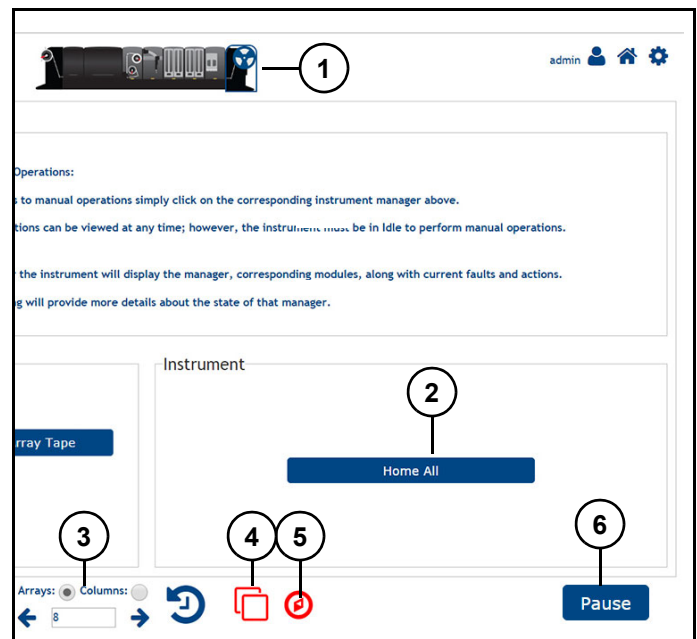 1
admin
Operations:
s to manual operations simply click on the corresponding instrument manager above.
tions can be viewed at any time; however, the instrument must be in Idle to perform manual operations.
the instrument will display the manager, corresponding modules, along with current faults and actions.
g will provide more details about the state of that manager.
Instrument
2
rray Tape
Home All
3
4
5
6
Arrays: Columns:
8
Pause